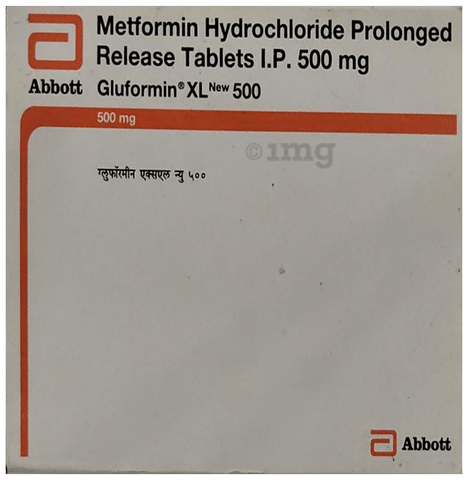 Metformin Hydrochloride Prolonged
Release Tablets I.P. 500 mg
Abbott
Gluformin® XL New 500
500 mg
©1mg
ग्लुफॉरमीन एक्सएल न्यु ५००
Abbott